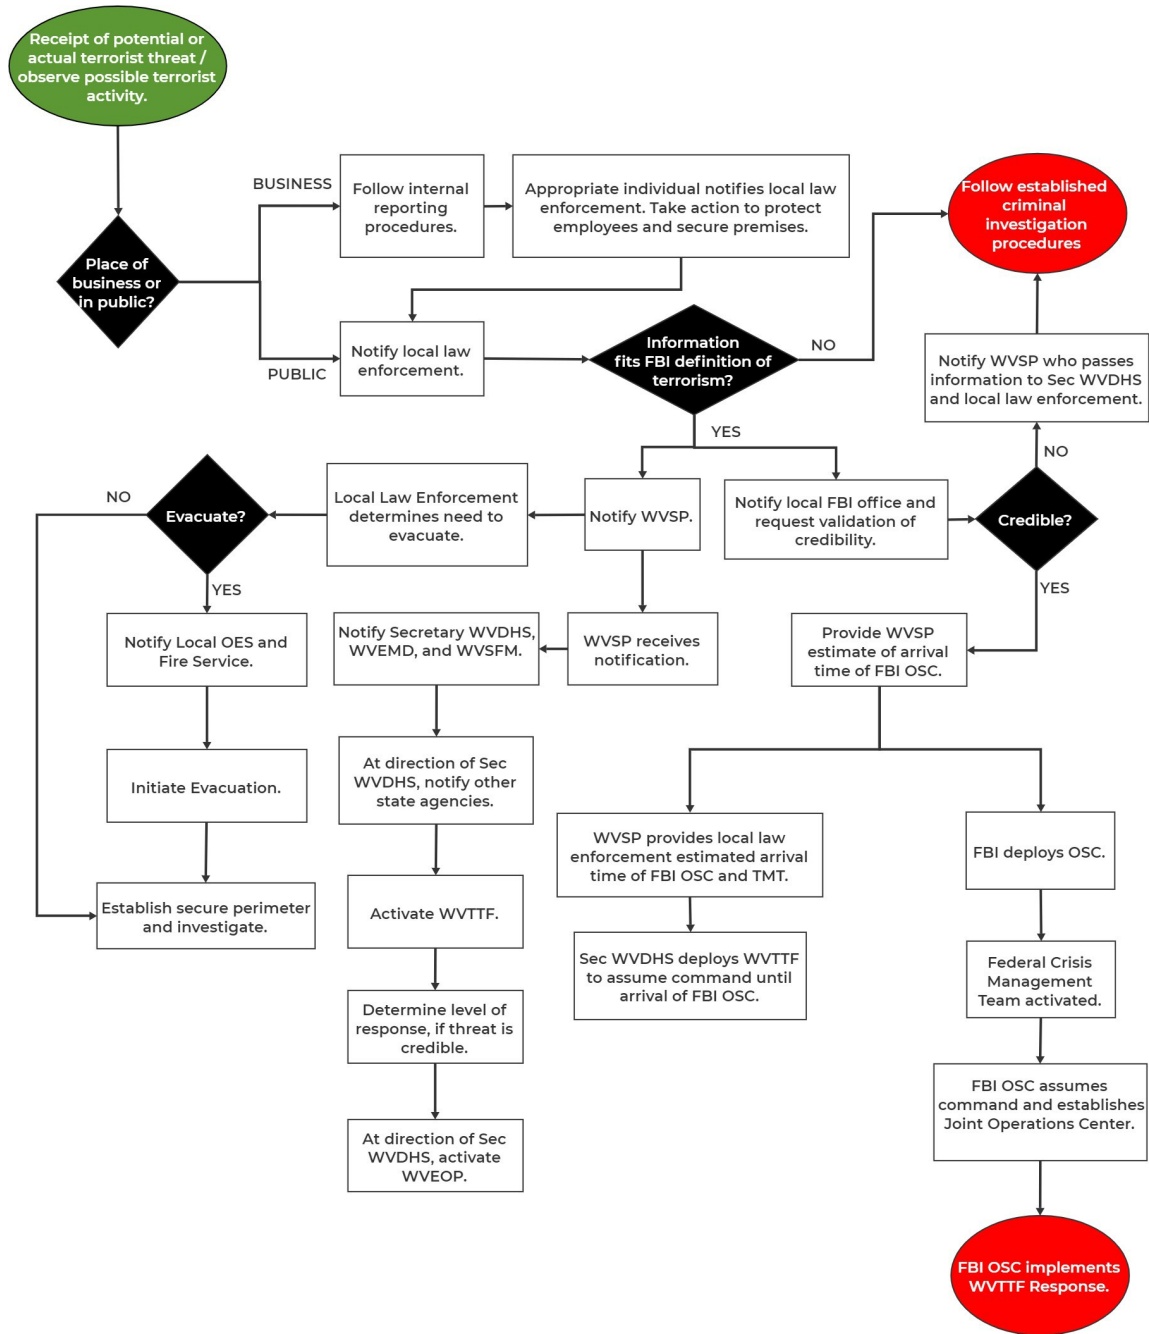 Receipt of potential or
actual terrorist threat /
observe possible terrorist
activity.
Place of
business or
in public?
BUSINESS
Follow internal
reporting
procedures.
Appropriate individual notifies local law
enforcement. Take action to protect
employees and secure premises.
Follow established
criminal
investigation
procedures
PUBLIC
Notify local law
enforcement.
Information
fits FBI definition of
terrorism?
NO
Notify WVSP who passes
information to Sec WVDHS
and local law enforcement.
YES
NO
NO
Evacuate?
Local Law Enforcement
determines need to
evacuate.
Notify WVSP.
Notify local FBI office and
request validation of
credibility.
Credible?
YES
YES
Notify Local OES and
Fire Service.
Notify Secretary WVDHS,
WVEMD, and WVSFM.
WVSP receives
notification.
Provide WVSP
estimate of arrival
time of FBI OSC.
Initiate Evacuation.
At direction of Sec
WVDHS, notify other
state agencies.
WVSP provides local law
enforcement estimated arrival
time of FBI OSC and TMT.
FBI deploys OSC.
Establish secure perimeter
and investigate.
Activate WVTTF.
Sec WVDHS deploys WVTTF
to assume command until
arrival of FBI OSC.
Federal Crisis
Management
Team activated.
Determine level of
response, if threat is
credible.
FBI OSC assumes
command and establishes
Joint Operations Center.
At direction of Sec
WVDHS, activate
WVEOP.
FBI OSC implements
WVTTF Response.